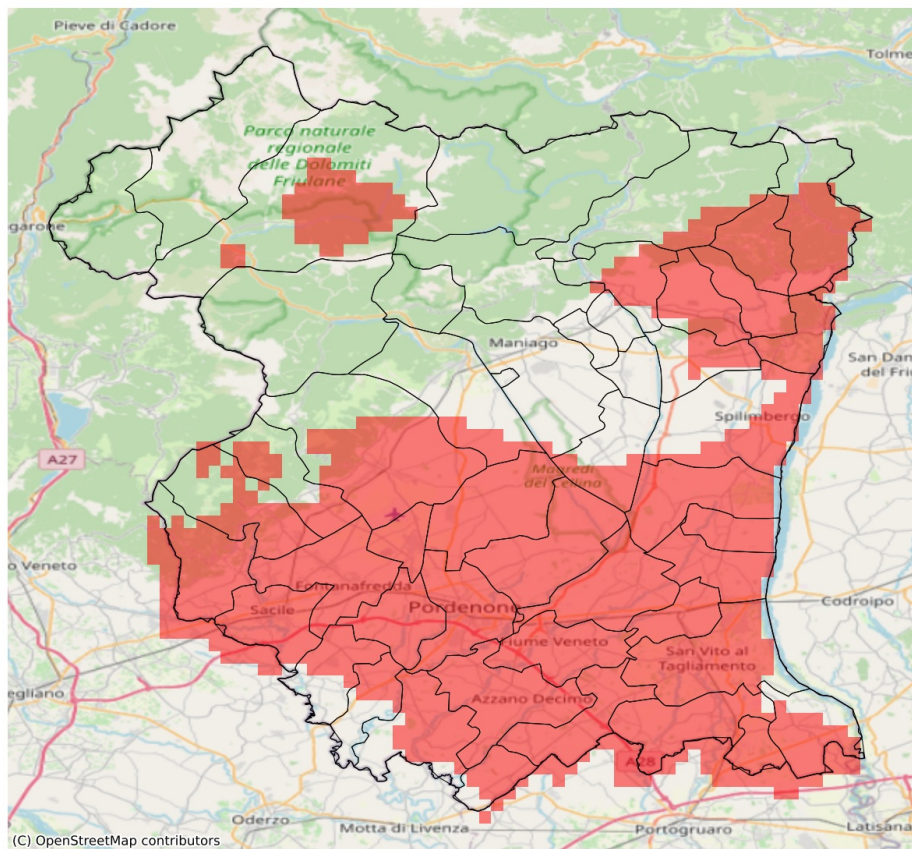 Pieve di Cadore
Tolme
Parco naturale
regionale
delle Dolomiti
Friulane
garone
Maniago
San Dan
del Friu
Spilimbergo
A27
Magredi
del Cellino
o Veneto
Fontanafredda
Sacile
Pordenone
Codroipo
Fiume Veneto
San Vito al
Tagliamento
egliano
Azzano Decimo
A28
Oderzo
Motta di Livenza
Portogruaro
Latisana
(C) OpenStreetMap contributors